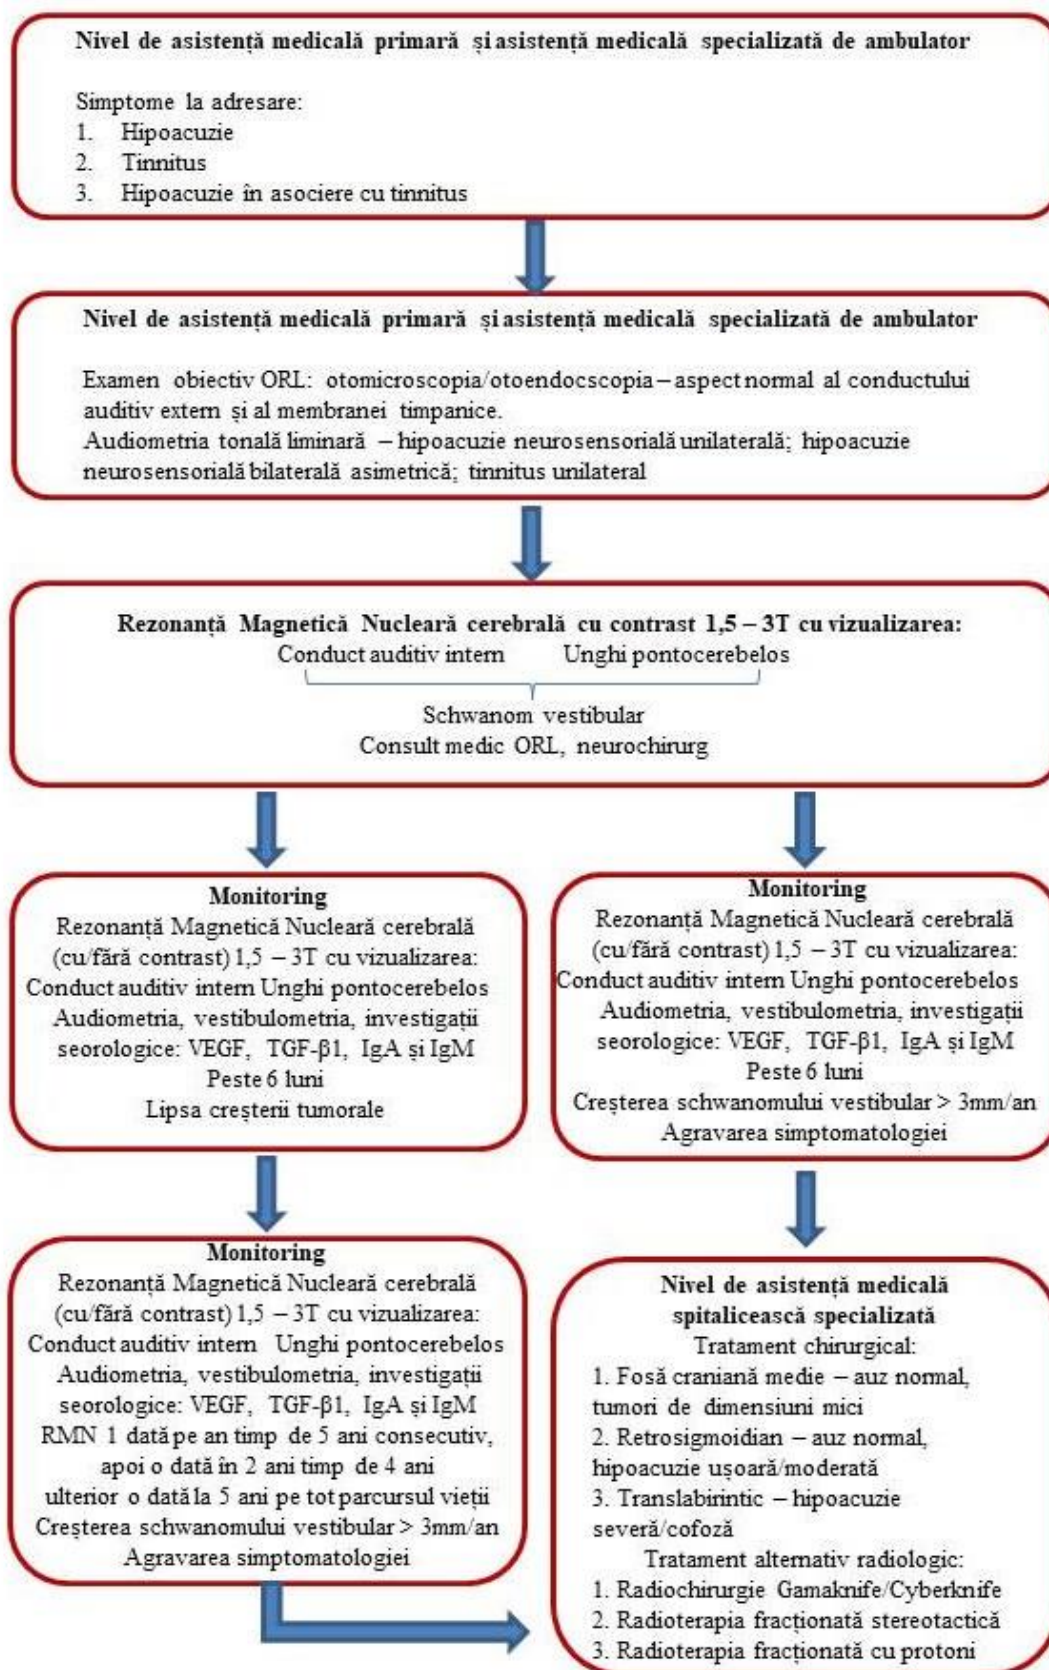 Nivel de asistență medicală primară și asistență medicală specializată de ambulator
Simptome la adresare:
1. Hipoacuzie
2. Tinnitus
3. Hipoacuzie în asociere cu tinnitus
Nivel de asistență medicală primară și asistență medicală specializată de ambulator
Examen obiectiv ORL: otomicroscopia/otoendocscopia – aspect normal al conductului
auditiv extern și al membranei timpanice.
Audiometria tonală liminară – hipoacuzie neurosensorială unilaterală; hipoacuzie
neurosensorială bilaterală asimetrică; tinnitus unilateral
Rezonanță Magnetică Nucleară cerebrală cu contrast 1,5 – 3T cu vizualizarea:
Conduct auditiv intern Unghi pontocerebelos
Schwanom vestibular
Consult medic ORL, neurochirurg
Monitoring
Rezonanță Magnetică Nucleară cerebrală
(cu/fără contrast) 1,5 – 3T cu vizualizarea:
Conduct auditiv intern Unghi pontocerebelos
Audiometria, vestibulometria, investigații
seorologice: VEGF, TGF-β1, IgA și IgM
Peste 6 luni
Lipsa creșterii tumorale
Monitoring
Rezonanță Magnetică Nucleară cerebrală
(cu/fără contrast) 1,5 – 3T cu vizualizarea:
Conduct auditiv intern Unghi pontocerebelos
Audiometria, vestibulometria, investigații
seorologice: VEGF, TGF-β1, IgA și IgM
Peste 6 luni
Creșterea schwanomului vestibular > 3mm/an
Agravarea simptomatologiei
Monitoring
Rezonanță Magnetică Nucleară cerebrală
(cu/fără contrast) 1,5 – 3T cu vizualizarea:
Conduct auditiv intern Unghi pontocerebelos
Audiometria, vestibulometria, investigații
seorologice: VEGF, TGF-β1, IgA și IgM
RMN 1 dată pe an timp de 5 ani consecutiv,
apoi o dată în 2 ani timp de 4 ani
ulterior o dată la 5 ani pe tot parcursul vieții
Creșterea schwanomului vestibular > 3mm/an
Agravarea simptomatologiei
Nivel de asistență medicală
spitalicească specializată
Tratament chirurgical:
1. Fosă craniană medie – auz normal,
tumori de dimensiuni mici
2. Retrosigmoidian – auz normal,
hipoacuzie ușoară/moderată
3. Translabirintic – hipoacuzie
severă/cofoză
Tratament alternativ radiologic:
1. Radiochirurgie Gamaknife/Cyberknife
2. Radioterapia fracționată stereotactică
3. Radioterapia fracționată cu protoni